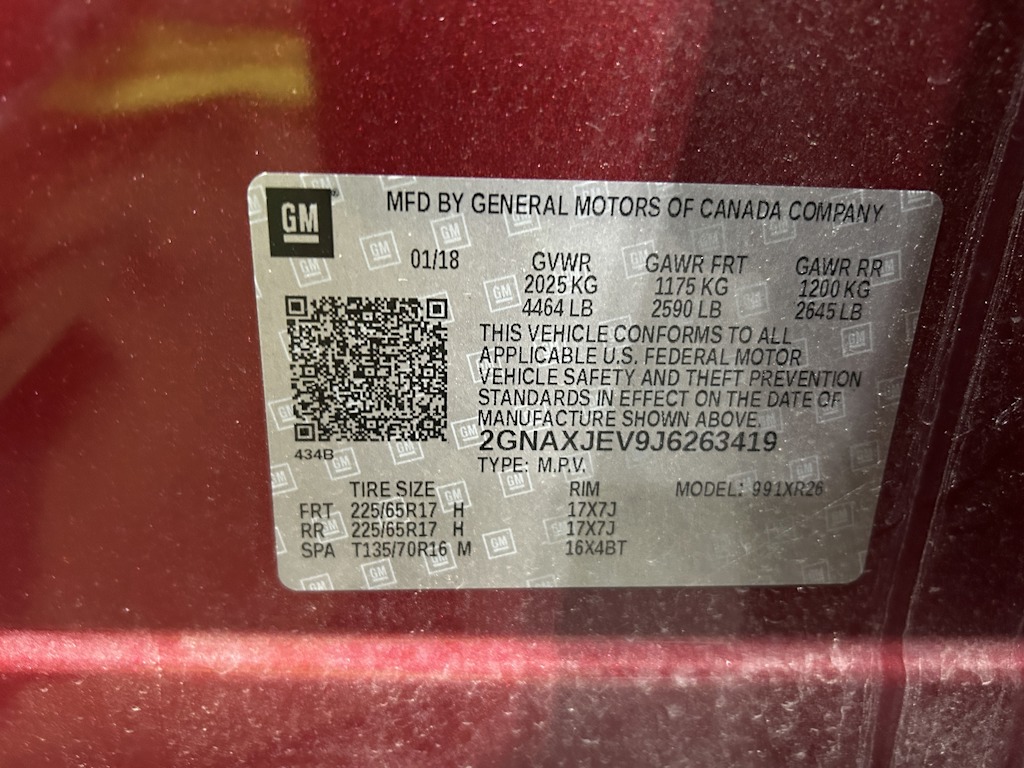 GM
MFD BY GENERAL MOTORS OF CANADA COMPANY
01/18
GVWR GAWR FRT GAWR RR
2025 KG 1175 KG 1200 KG
4464 LB 2590 LB 2645 LB
THIS VEHICLE CONFORMS TO ALL
APPLICABLE U.S. FEDERAL MOTOR
VEHICLE SAFETY AND THEFT PREVENTION
STANDARDS IN EFFECT ON THE DATE OF
MANUFACTURE SHOWN ABOVE.
2GNAXJEV9J6263419
434B
TYPE: M.P.V.
TIRE SIZE RIM MODEL: 991XR26
FRT 225/65R17 H 17X7J
RR 225/65R17 H 17X7J
SPA T135/70R16 M 16X4BT